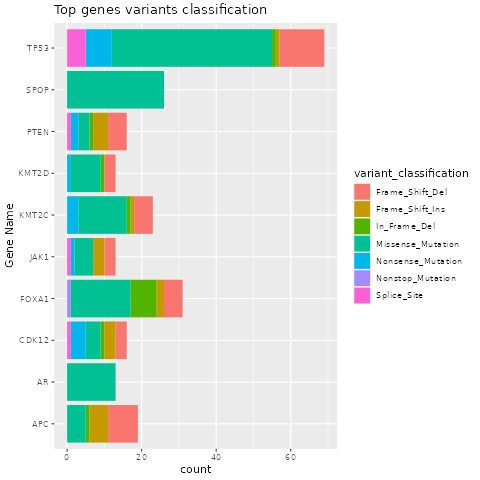 Top genes variants classification
Gene Name
TP53
SPOP
PTEN
KMT2D
KMT2C
JAK1
FOXA1
CDK12
AR
APC
0 20 40 60
count
variant_classification
Frame_Shift_Del
Frame_Shift_Ins
In_Frame_Del
Missense_Mutation
Nonsense_Mutation
Nonstop_Mutation
Splice_Site